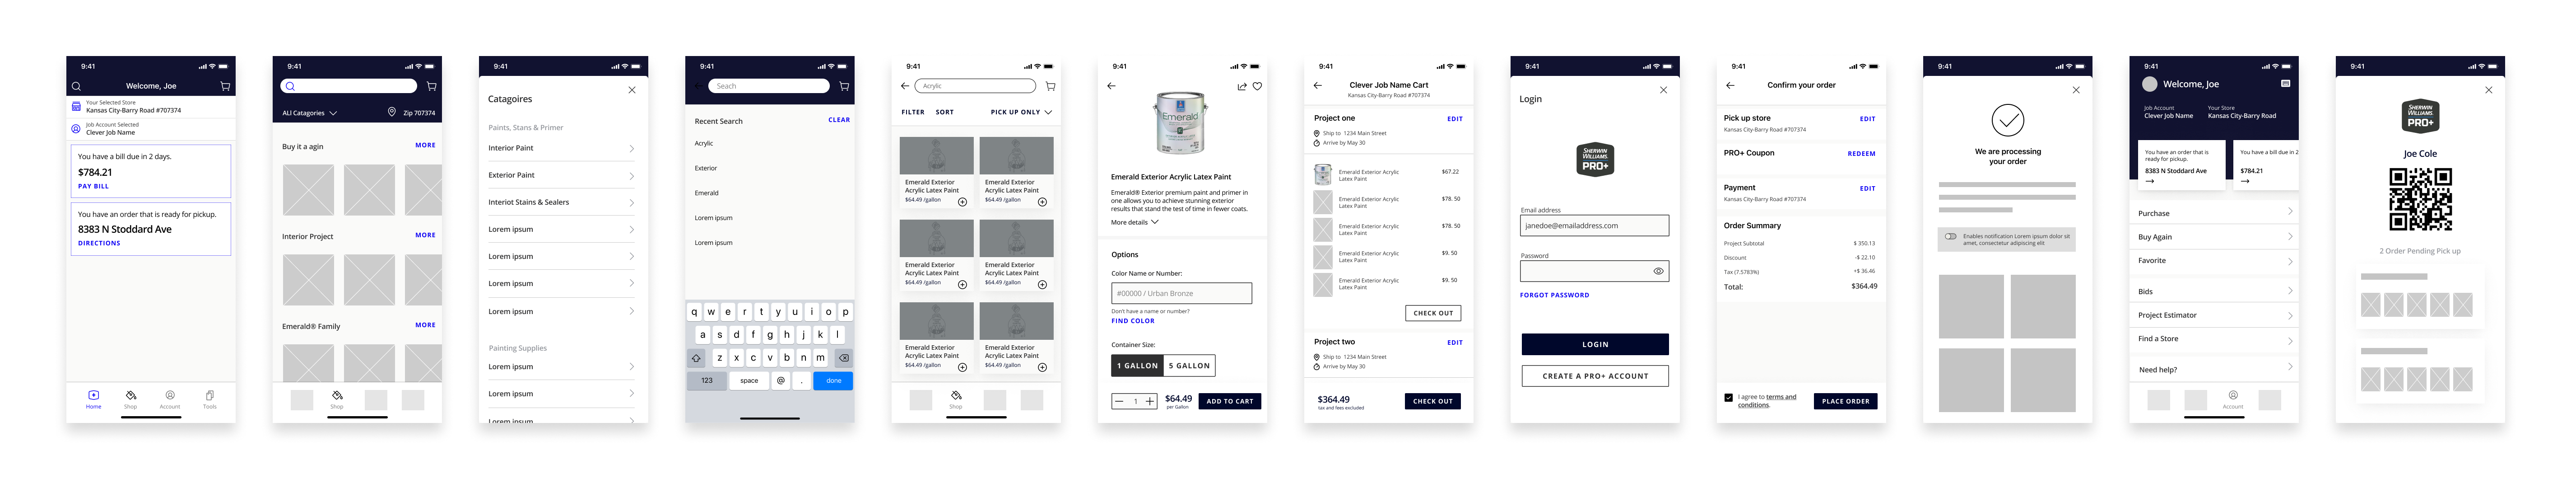 9:41
Welcome, Joe
Your Selected Store
Kansas City-Barry Road #707374
Job Account Selected
Clever Job Name
You have a bill due in 2 days.
$784.21
PAY BILL
You have an order that is ready for pickup.
8383 N Stoddard Ave
DIRECTIONS
Home
Shop
Account
Tools
9:41
ALl Catagories
Zip 707374
Buy it a agin
MORE
Interior Project
MORE
Emerald® Family
MORE
Shop
9:41
Catagoires
Paints, Stans & Primer
Interior Paint
Exterior Paint
Interiot Stains & Sealers
Lorem ipsum
Lorem ipsum
Lorem ipsum
Lorem ipsum
Painting Supplies
Lorem ipsum
Lorem ipsum
Lorem ipsum
9:41
Seach
Recent Search
CLEAR
Acrylic
Exterior
Emerald
Lorem ipsum
Lorem ipsum
q w e r t y u i o p
a s d f g h j k l
z x c v b n m
123 space @ . done
9:41
Acrylic
FILTER SORT PICK UP ONLY
Emerald Exterior
Acrylic Latex Paint
$64.49 /gallon
Emerald Exterior
Acrylic Latex Paint
$64.49 /gallon
Emerald Exterior
Acrylic Latex Paint
$64.49 /gallon
Emerald Exterior
Acrylic Latex Paint
$64.49 /gallon
Emerald Exterior
Acrylic Latex Paint
$64.49 /gallon
Emerald Exterior
Acrylic Latex Paint
$64.49 /gallon
Shop
9:41
Emerald
Emerald Exterior Acrylic Latex Paint
Emerald® Exterior premium paint and primer in
one allows you to achieve stunning exterior
results that stand the test of time in fewer coats.
More details
Options
Color Name or Number:
#00000 / Urban Bronze
Don't have a name or number?
FIND COLOR
Container Size:
1 GALLON 5 GALLON
1
$64.49
per Gallon
ADD TO CART
9:41
Clever Job Name Cart
Kansas City-Barry Road #707374
Project one
EDIT
Ship to 1234 Main Street
Arrive by May 30
Emerald Exterior Acrylic
Latex Paint
$67.22
Emerald Exterior Acrylic
Latex Paint
$78. 50
Emerald Exterior Acrylic
Latex Paint
$78. 50
Emerald Exterior Acrylic
Latex Paint
$9. 50
Emerald Exterior Acrylic
Latex Paint
$9. 50
CHECK OUT
Project two
EDIT
Ship to 1234 Main Street
Arrive by May 30
$364.49
tax and fees excluded
CHECK OUT
9:41
Login
SHERWIN
WILLIAMS.
PRO+
Email address
janedoe@emailaddress.com
Password
FORGOT PASSWORD
LOGIN
CREATE A PRO+ ACCOUNT
9:41
Confirm your order
Pick up store
EDIT
Kansas City-Barry Road #707374
PRO+ Coupon
REDEEM
Payment
EDIT
Kansas City-Barry Road #707374
Order Summary
Project Subtotal
$ 350.13
Discount
-$ 22.10
Tax (7.5783%)
+$ 36.46
Total:
$364.49
I agree to terms and
conditions.
PLACE ORDER
9:41
We are processing
your order
Enables notification Lorem ipsum dolor sit
amet, consectetur adipiscing elit
9:41
Welcome, Joe
Job Account
Clever Job Name
Your Store
Kansas City-Barry Road
You have an order that is
ready for pickup.
8383 N Stoddard Ave
You have a bill due in 2
$784.21
Purchase
Buy Again
Favorite
Bids
Project Estimator
Find a Store
Need help?
Account
9:41
SHERWIN
WILLIAMS.
PRO+
Joe Cole
2 Order Pending Pick up